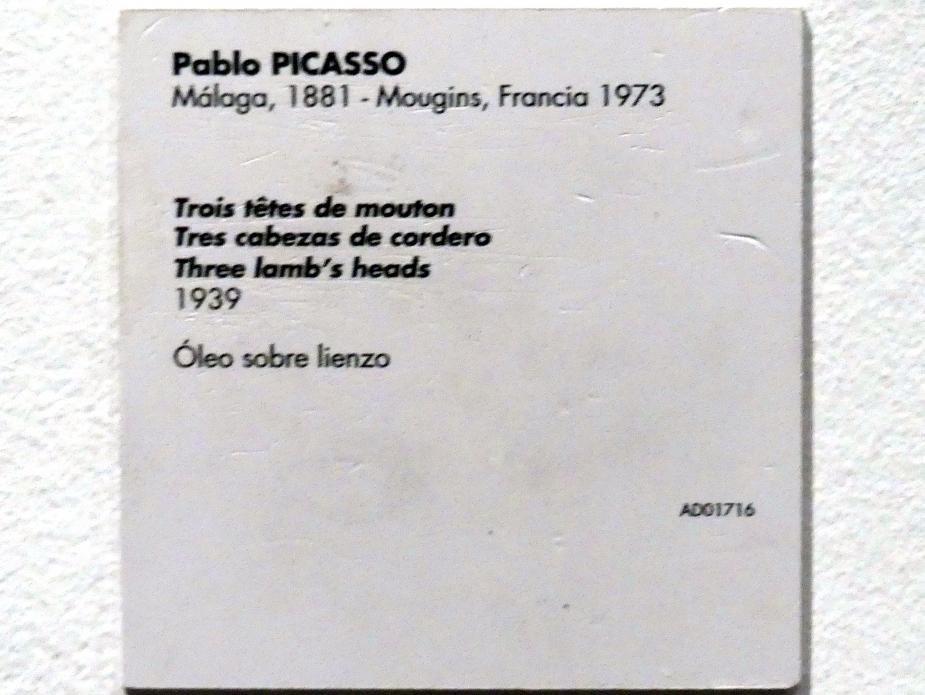 Pablo PICASSO
Málaga, 1881 - Mougins, Francia 1973
Trois têtes de mouton
Tres cabezas de cordero
Three lamb's heads
1939
Óleo sobre lienzo
AD01716